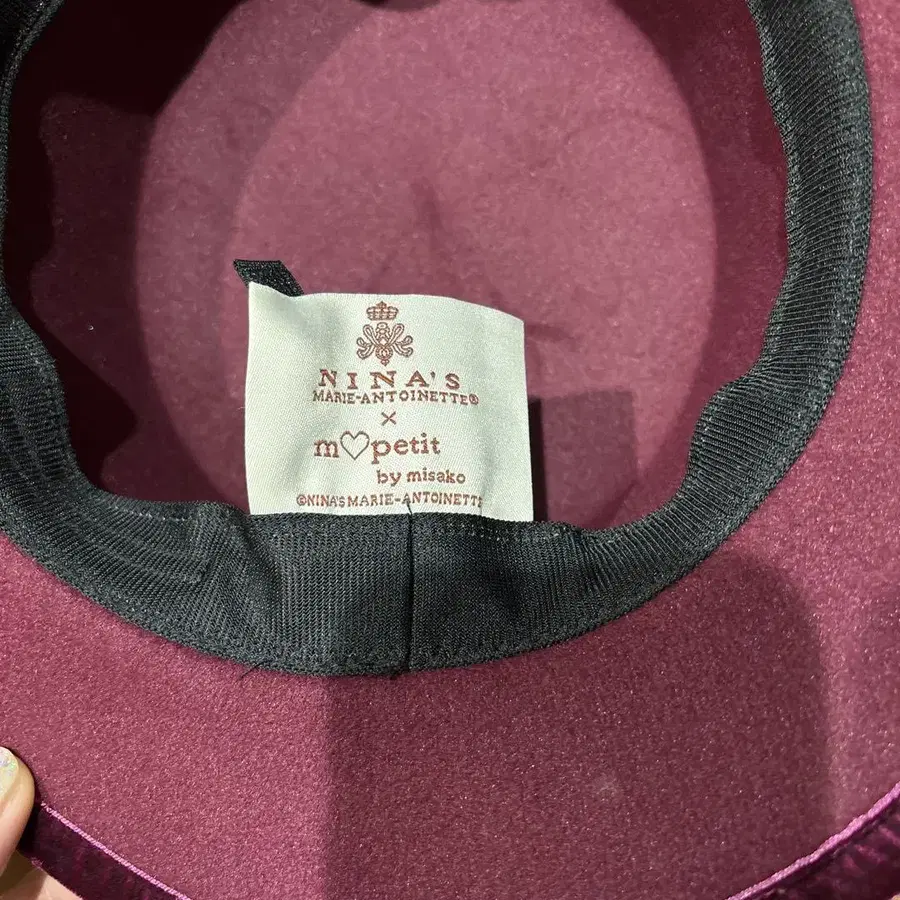 NINA'S
MARIE-ANTOINETTE®
×
m♡petit
by misako
©NINA'S MARIE-ANTOINETTE